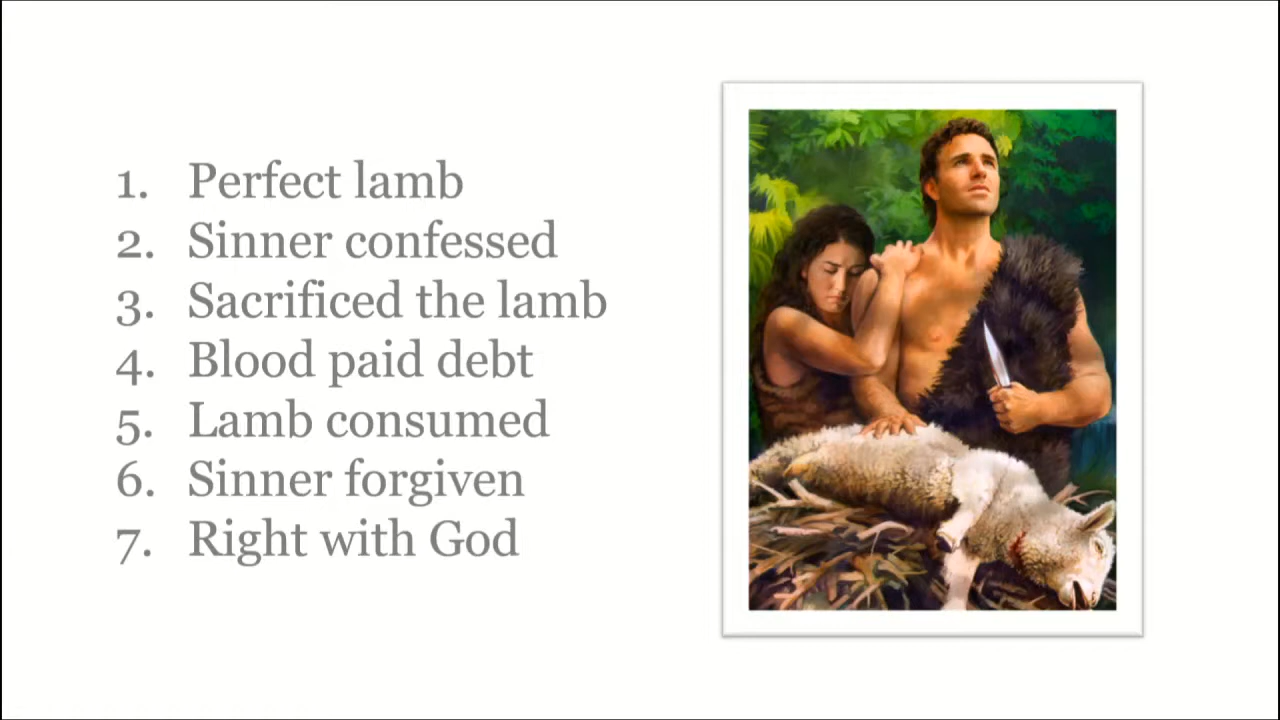 1. Perfect lamb
2. Sinner confessed
3. Sacrificed the lamb
4. Blood paid debt
5. Lamb consumed
6. Sinner forgiven
7. Right with God